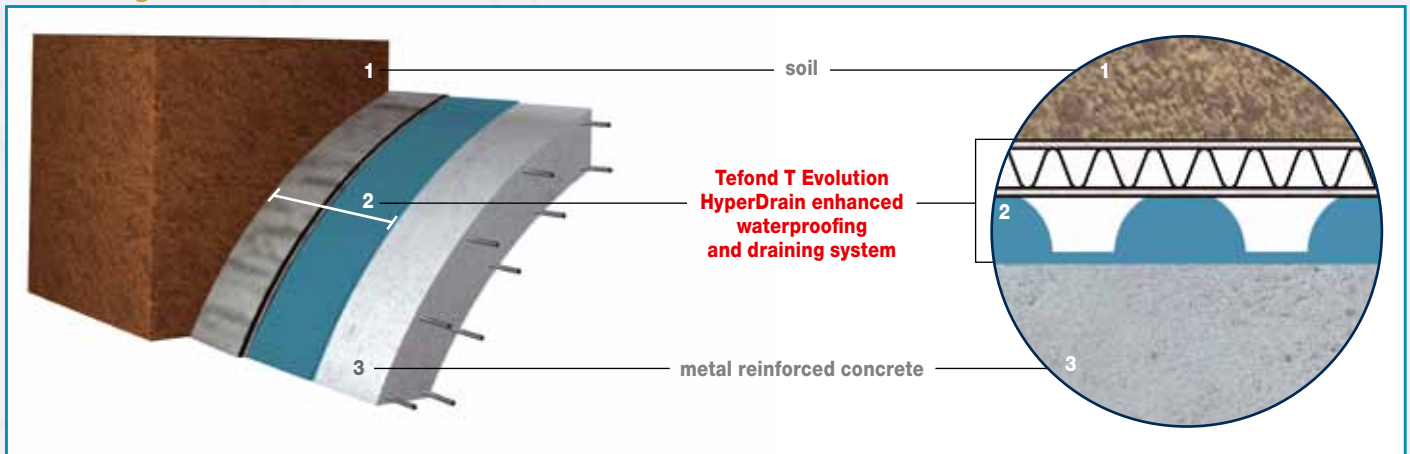 1
soil
1
2
Tefond T Evolution
HyperDrain enhanced
waterproofing
and draining system
2
3
metal reinforced concrete
3